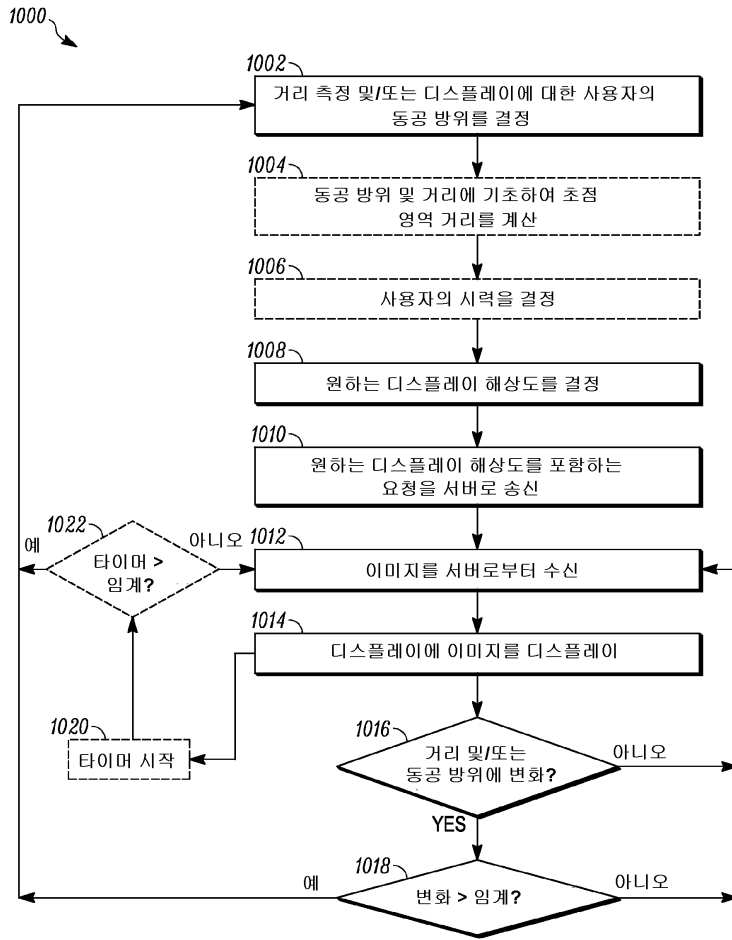 1000
1002
거리 측정 및/또는 디스플레이에 대한 사용자의
동공 방위를 결정
1004
동공 방위 및 거리에 기초하여 초점
영역 거리를 계산
1006
사용자의 시력을 결정
1008
원하는 디스플레이 해상도를 결정
1010
원하는 디스플레이 해상도를 포함하는
요청을 서버로 송신
1022
예
아니오
타이머 >
임계?
1012
이미지를 서버로부터 수신
1014
디스플레이에 이미지를 디스플레이
1020
타이머 시작
1016
거리 및/또는
동공 방위에 변화?
아니오
YES
1018
예
변화 > 임계?
아니오